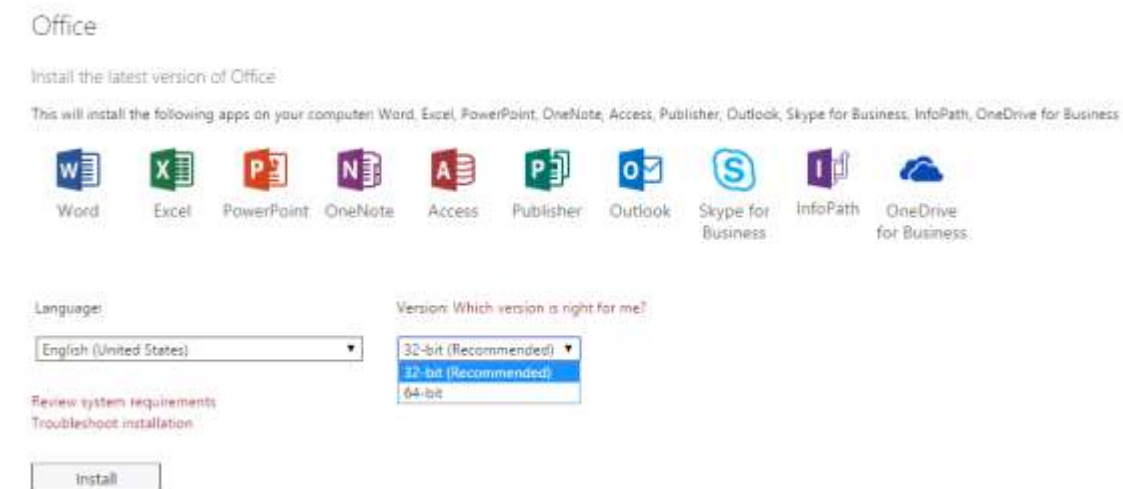 Office
Install the latest version of Office
This will install the following apps on your computer: Word, Excel, PowerPoint, OneNote, Access, Publisher, Outlook, Skype for Business, InfoPath, OneDrive for Business
W X P N A P O S I
Word Excel PowerPoint OneNote Access Publisher Outlook Skype for Business InfoPath OneDrive for Business
Language: Version: Which version is right for me?
English (United States) 32-bit (Recommended)
32-bit (Recommended)
64-bit
Review system requirements
Troubleshoot installation
Install